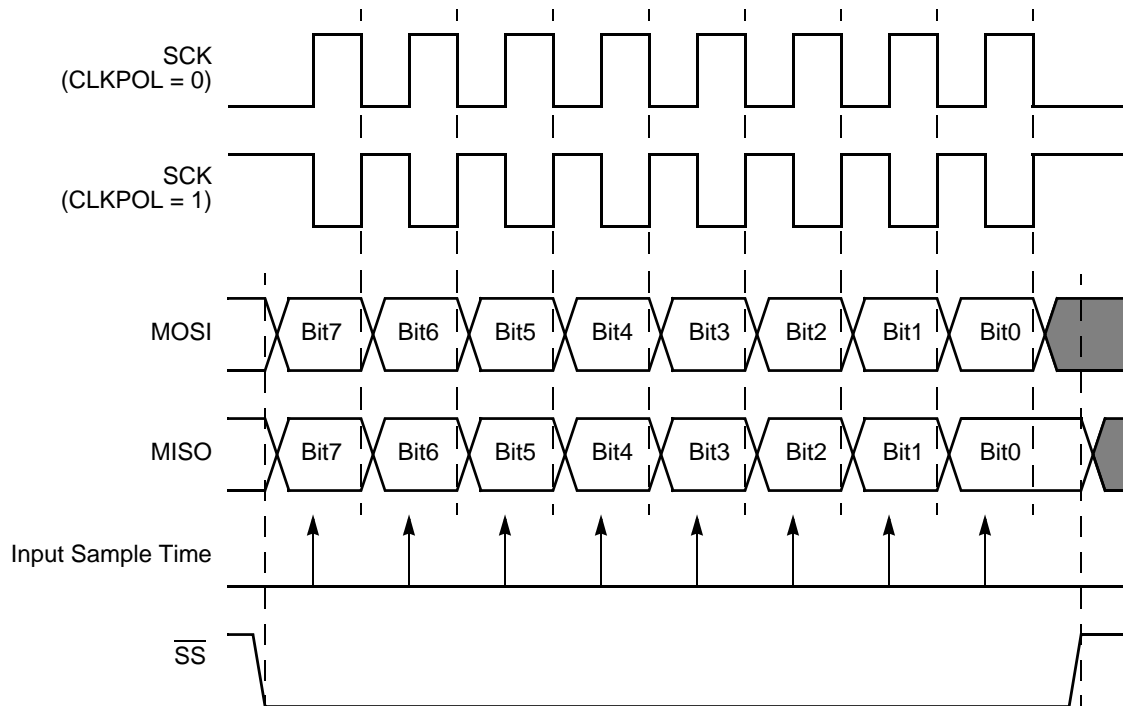 SCK
(CLKPOL = 0)
SCK
(CLKPOL = 1)
MOSI
Bit7 Bit6 Bit5 Bit4 Bit3 Bit2 Bit1 Bit0
MISO
Bit7 Bit6 Bit5 Bit4 Bit3 Bit2 Bit1 Bit0
Input Sample Time
S̅S̅